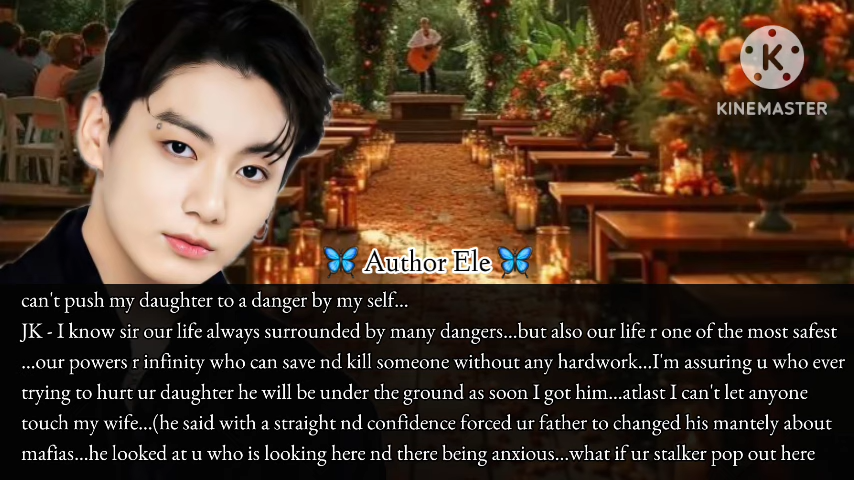 KINEMASTER
🦋 Author Ele 🦋
can't push my daughter to a danger by my self...
JK - I know sir our life always surrounded by many dangers...but also our life r one of the most safest
...our powers r infinity who can save nd kill someone without any hardwork...I'm assuring u who ever
trying to hurt ur daughter he will be under the ground as soon I got him...atlast I can't let anyone
touch my wife...(he said with a straight nd confidence forced ur father to changed his mantely about
mafias...he looked at u who is looking here nd there being anxious...what if ur stalker pop out here